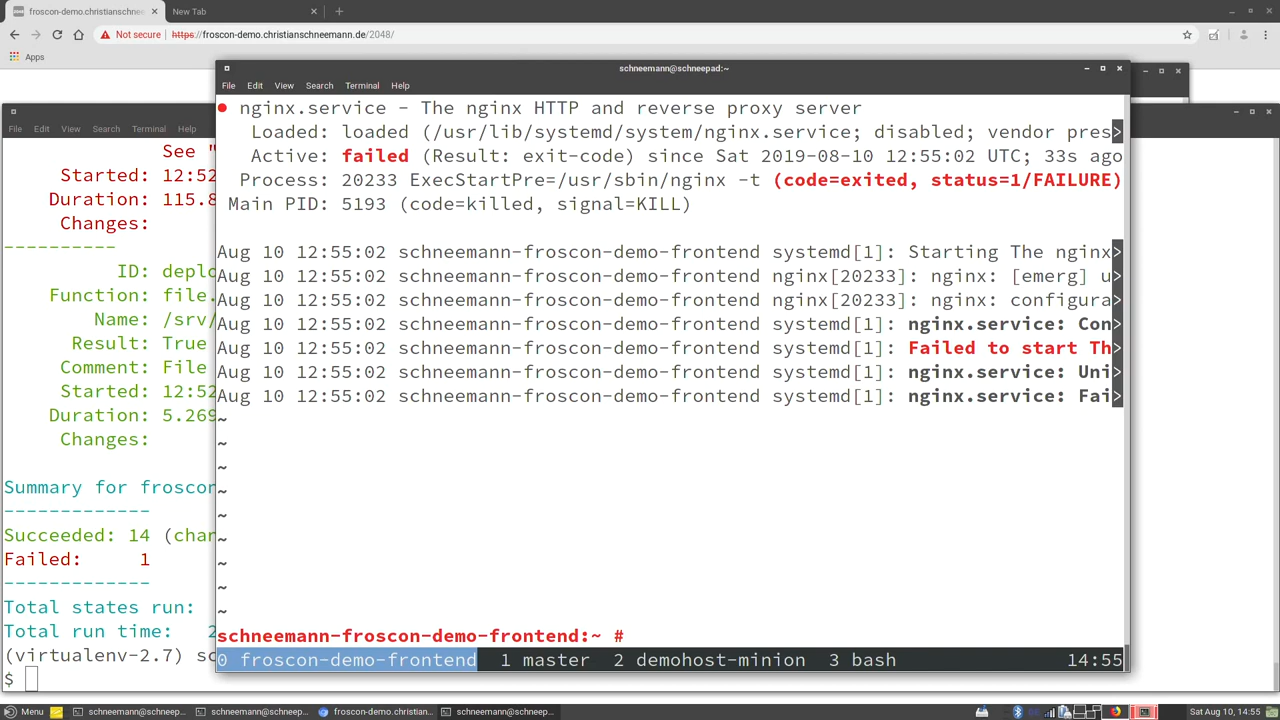 froscon-demo.christianschnee
New Tab
Not secure
https://froscon-demo.christianschneemann.de/2048/
Apps
schneemann@schneepad:~
File Edit View Search Terminal Help
● nginx.service - The nginx HTTP and reverse proxy server
Loaded: loaded (/usr/lib/systemd/system/nginx.service; disabled; vendor pres>
Active: failed (Result: exit-code) since Sat 2019-08-10 12:55:02 UTC; 33s ago
Process: 20233 ExecStartPre=/usr/sbin/nginx -t (code=exited, status=1/FAILURE)
Main PID: 5193 (code=killed, signal=KILL)
Aug 10 12:55:02 schneemann-froscon-demo-frontend systemd[1]: Starting The nginx>
Aug 10 12:55:02 schneemann-froscon-demo-frontend nginx[20233]: nginx: [emerg] u>
Aug 10 12:55:02 schneemann-froscon-demo-frontend nginx[20233]: nginx: configura>
Aug 10 12:55:02 schneemann-froscon-demo-frontend systemd[1]: nginx.service: Con>
Aug 10 12:55:02 schneemann-froscon-demo-frontend systemd[1]: Failed to start Th>
Aug 10 12:55:02 schneemann-froscon-demo-frontend systemd[1]: nginx.service: Uni>
Aug 10 12:55:02 schneemann-froscon-demo-frontend systemd[1]: nginx.service: Fai>
~
~
~
~
~
~
~
~
~
schneemann-froscon-demo-frontend:~ #
0 froscon-demo-frontend 1 master 2 demohost-minion 3 bash 14:55
File Edit View Search Terminal Help
See "
Started: 12:52
Duration: 115.8
Changes:
----------
ID: deplo
Function: file.
Name: /srv/
Result: True
Comment: File
Started: 12:52
Duration: 5.269
Changes:
Summary for froscon
-------------
Succeeded: 14 (chan
Failed: 1
-------------
Total states run:
Total run time: 2
(virtualenv-2.7) sc
$
Menu
schneemann@schneep...
schneemann@schneep...
froscon-demo.christian...
schneemann@schneep...
Sat Aug 10, 14:55